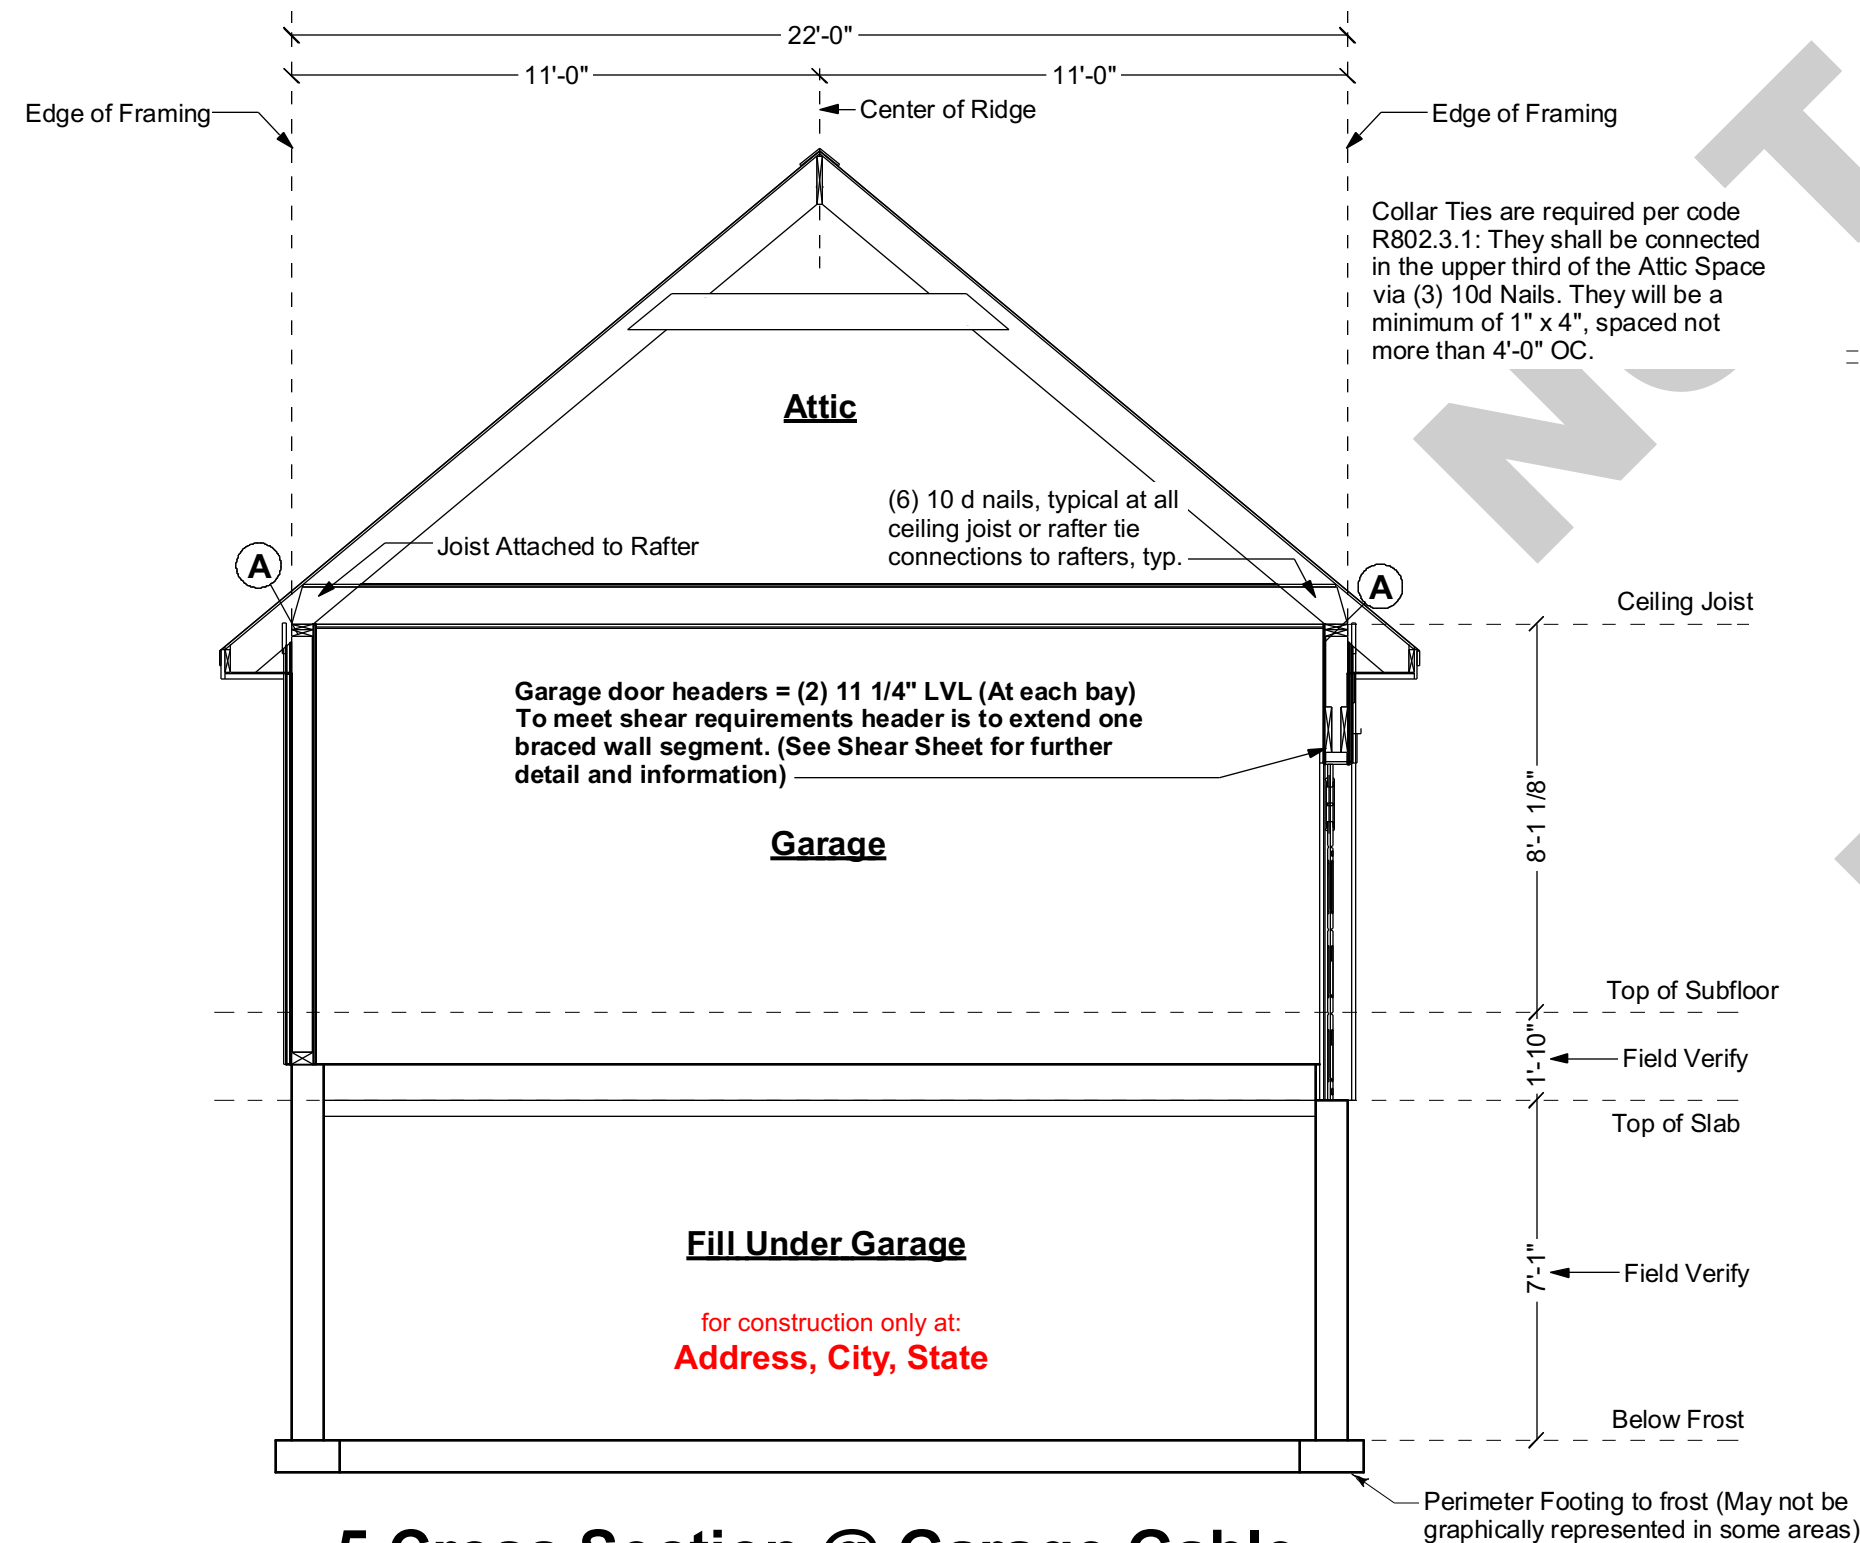 22'-0"
11'-0"
11'-0"
Edge of Framing
Center of Ridge
Edge of Framing
Collar Ties are required per code
R802.3.1: They shall be connected
in the upper third of the Attic Space
via (3) 10d Nails. They will be a
minimum of 1" x 4", spaced not
more than 4'-0" OC.
Attic
(6) 10 d nails, typical at all
ceiling joist or rafter tie
connections to rafters, typ.
Joist Attached to Rafter
A
A
Ceiling Joist
Garage door headers = (2) 11 1/4" LVL (At each bay)
To meet shear requirements header is to extend one
braced wall segment. (See Shear Sheet for further
detail and information)
8'-1 1/8"
Garage
Top of Subfloor
1'-10"
Field Verify
Top of Slab
Fill Under Garage
7'-1"
Field Verify
for construction only at:
Address, City, State
Below Frost
Perimeter Footing to frost (May not be
graphically represented in some areas)
5 Cross Section @ Garage Gable